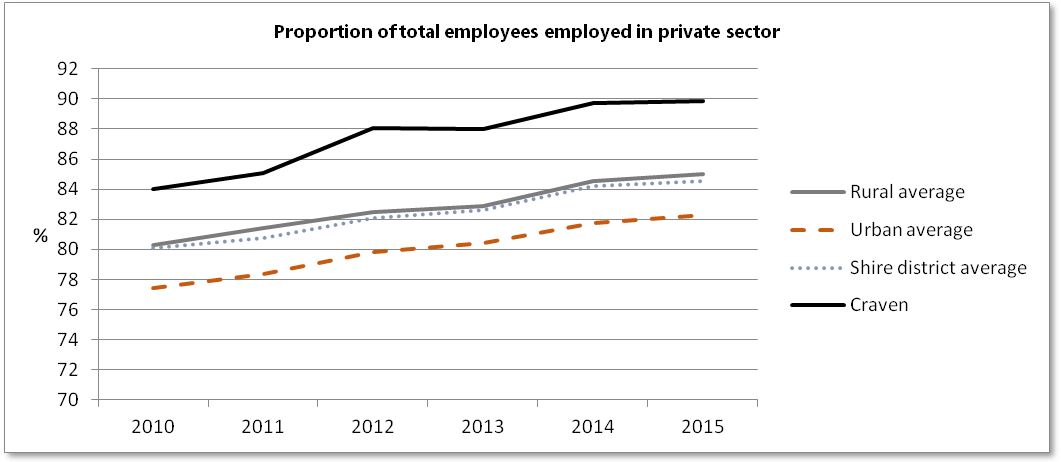 Proportion of total employees employed in private sector
92
90
88
86
84
82
80
78
76
74
72
70
%
2010 2011 2012 2013 2014 2015
Rural average
Urban average
Shire district average
Craven